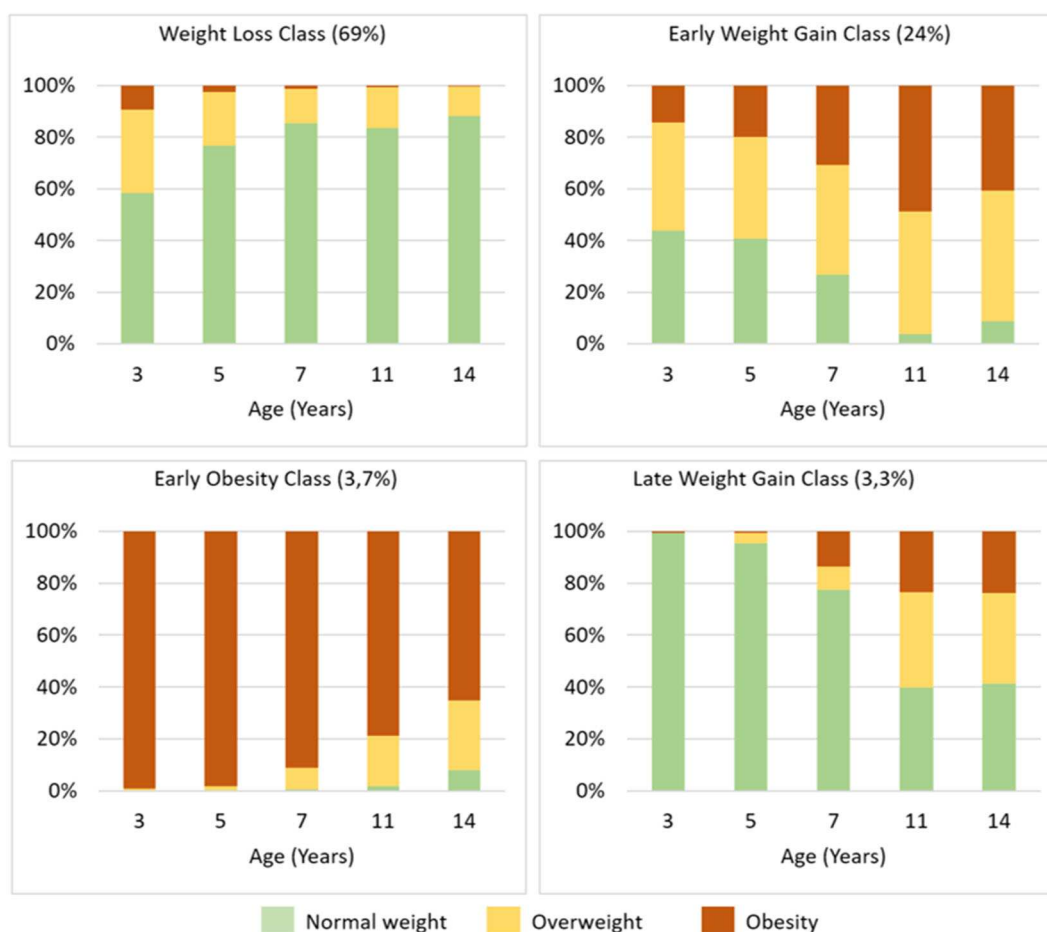 Weight Loss Class (69%)
100%
80%
60%
40%
20%
0%
3 5 7 11 14
Age (Years)
Early Weight Gain Class (24%)
100%
80%
60%
40%
20%
0%
3 5 7 11 14
Age (Years)
Early Obesity Class (3,7%)
100%
80%
60%
40%
20%
0%
3 5 7 11 14
Age (Years)
Late Weight Gain Class (3,3%)
100%
80%
60%
40%
20%
0%
3 5 7 11 14
Age (Years)
Normal weight Overweight Obesity